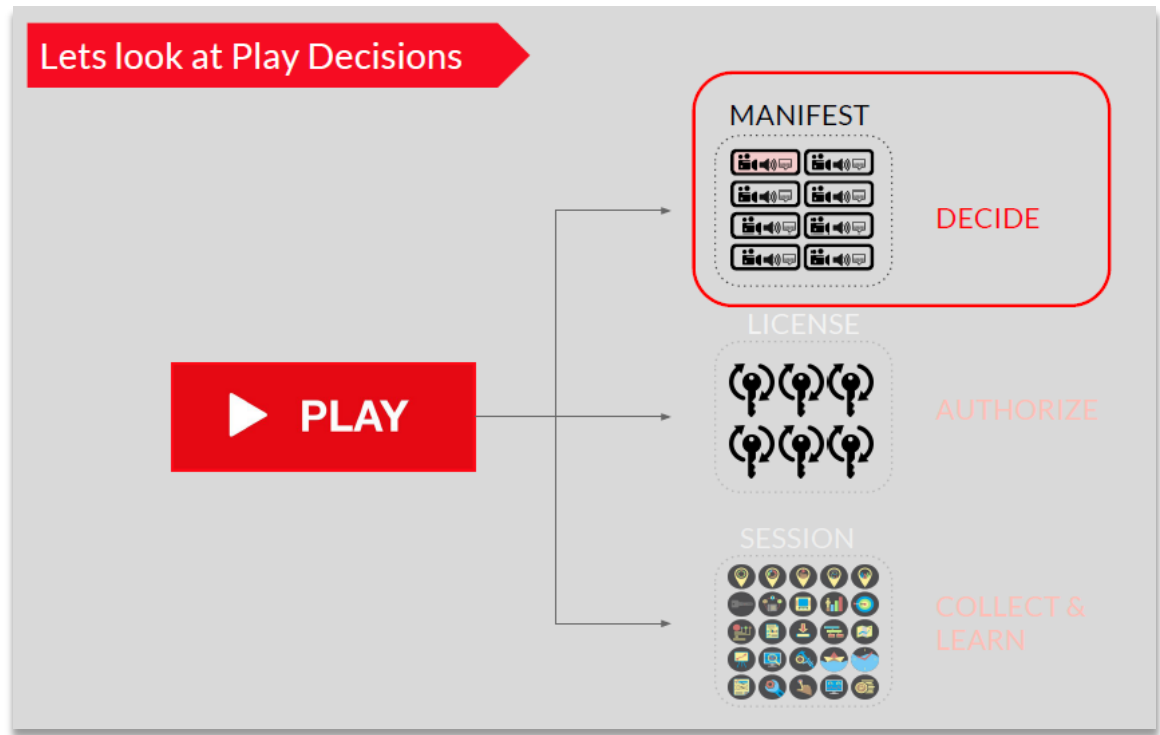 Lets look at Play Decisions
MANIFEST
DECIDE
LICENSE
PLAY
AUTHORIZE
SESSION
COLLECT &
LEARN